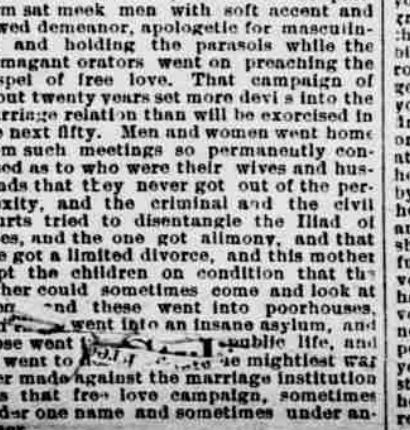 m sat meek men with soft accent and
wed demeanor, apologetic for masculin-
and holding the parasols while the
magant orators went on preaching the
spel of free love. That campaign of
out twenty years set more devi s into the
rriage relation than will be exorcised in
e next fifty. Men and women went home
m such meetings so permanently con-
sed as to who were their wives and hus-
nds that they never got out of the per-
xity, and the criminal and the civil
urts tried to disentangle the Iliad of
es, and the one got alimony, and that
e got a limited divorce, and this mother
pt the children on condition that the
her could sometimes come and look at
and these went into poorhouses,
went into an insane asylum, and
ose went public life, and
went to mightiest war
er made against the marriage institution
s that free love campaign, sometimes
der one name and sometimes under an-